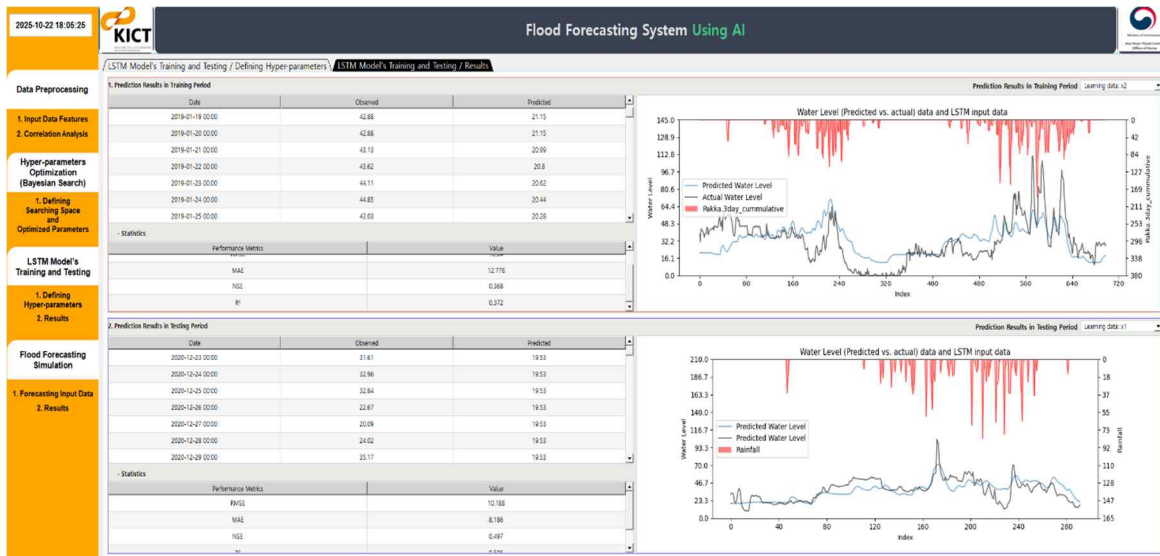 2025-10-22 18:05:25
KICT
Flood Forecasting System Using AI
LSTM Model's Training and Testing / Defining Hyper-parameters
LSTM Model's Training and Testing / Results
Data Preprocessing
1. Input Data Features
2. Correlation Analysis
Hyper-parameters
Optimization
(Bayesian Search)
1. Defining
Searching Space
and
Optimized Parameters
LSTM Model's
Training and Testing
1. Defining
Hyper-parameters
2. Results
Flood Forecasting
Simulation
1. Forecasting Input Data
2. Results
1. Prediction Results in Training Period
Date Observed Predicted
2019-01-19 00:00 42.88 21.15
2019-01-20 00:00 42.88 21.15
2019-01-21 00:00 43.13 20.99
2019-01-22 00:00 43.62 20.8
2019-01-23 00:00 44.11 20.62
2019-01-24 00:00 44.85 20.44
2019-01-25 00:00 42.03 20.28
- Statistics
Performance Metrics Value
MAE 12.776
NSE 0.368
R² 0.372
Prediction Results in Training Period Learning data: x2
Water Level (Predicted vs. actual) data and LSTM input data
145.0
128.9
112.8
96.7
80.6
64.4
48.3
32.2
16.1
0.0
Water Level
Predicted Water Level
Actual Water Level
Pakka.3day_cummulative
0
42
84
127
169
211
253
296
338
380
Pakka.3day_cummulative
0 80 160 240 320 400 480 560 640 720
Index
2. Prediction Results in Testing Period
Date Observed Predicted
2020-12-23 00:00 31.61 19.53
2020-12-24 00:00 32.96 19.53
2020-12-25 00:00 32.84 19.53
2020-12-26 00:00 22.67 19.53
2020-12-27 00:00 20.09 19.53
2020-12-28 00:00 24.02 19.53
2020-12-29 00:00 35.17 19.53
- Statistics
Performance Metrics Value
RMSE 10.188
MAE 8.186
NSE 0.497
Prediction Results in Testing Period Learning data: x1
Water Level (Predicted vs. actual) data and LSTM input data
210.0
186.7
163.3
140.0
116.7
93.3
70.0
46.7
23.3
0.0
Water Level
Predicted Water Level
Predicted Water Level
Rainfall
0
18
37
55
73
92
110
128
147
165
Rainfall
0 40 80 120 160 200 240 280
Index